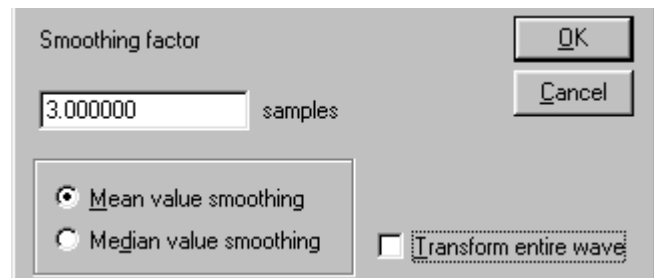 Smoothing factor
OK
3.000000 samples
Cancel
Mean value smoothing
Median value smoothing
Transform entire wave